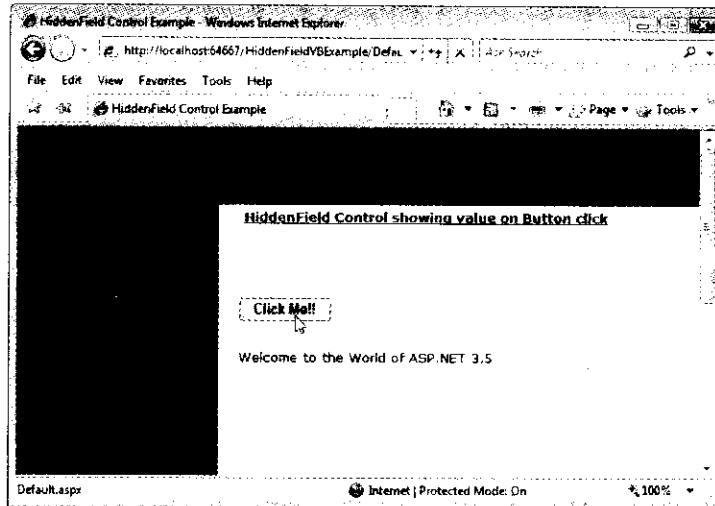 HiddenField Control Example - Windows Internet Explorer
http://localhost:64667/HiddenFieldVBExample/Defau
File Edit View Favorites Tools Help
HiddenField Control Example
Page Tools
HiddenField Control showing value on Button click
Click Me!!
Welcome to the World of ASP.NET 3.5
Default.aspx Internet | Protected Mode: On 100%